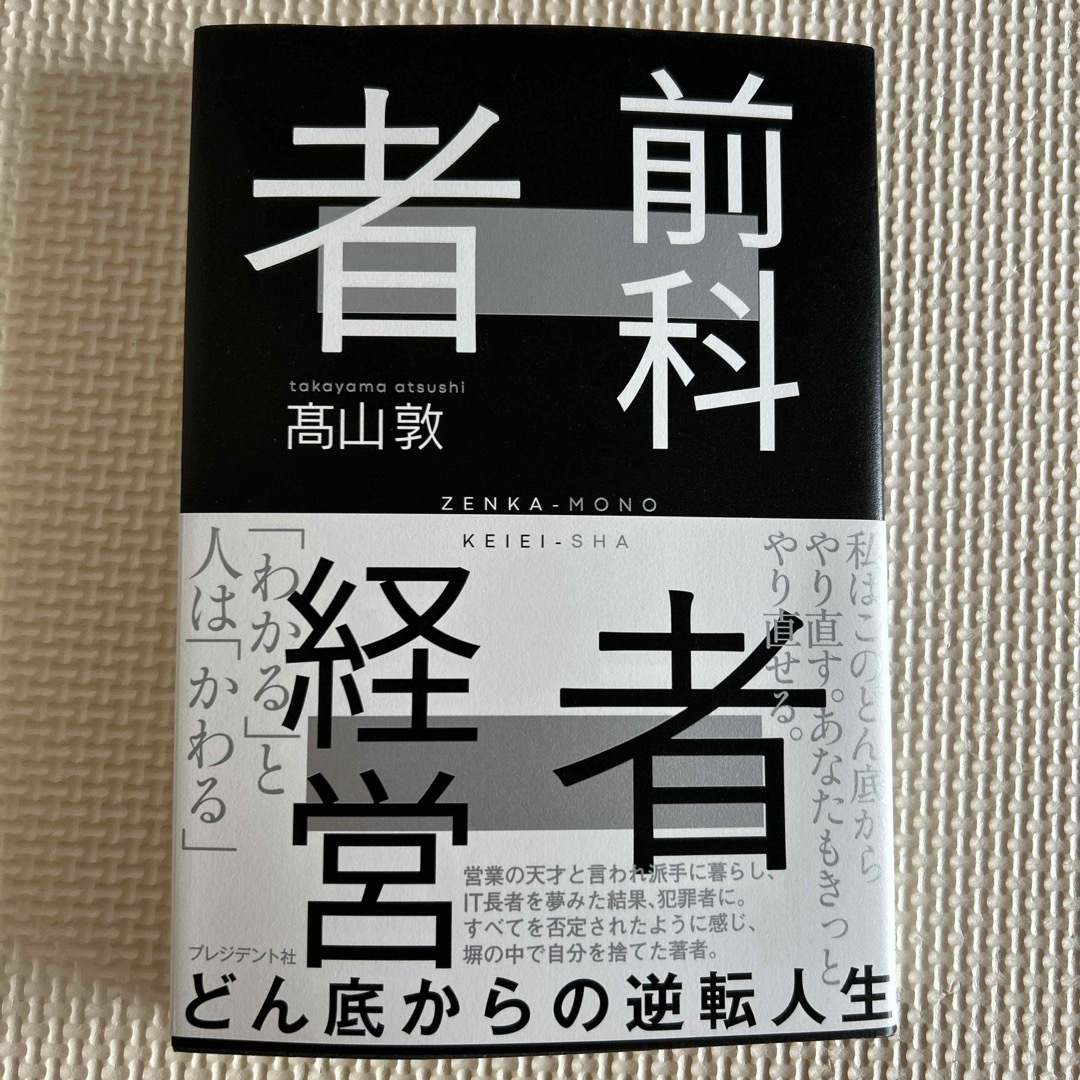 前科
者
takayama atsushi
髙山敦
ZENKA-MONO
KEIEI-SHA
経営
者
私はこのどん底から
やり直す。あなたもきっと
やり直せる。
「わかる」と
人は「かわる」
営業の天才と言われ派手に暮らし、
IT長者を夢みた結果、犯罪者に。
すべてを否定されたように感じ、
塀の中で自分を捨てた著者。
プレジデント社
どん底からの逆転人生